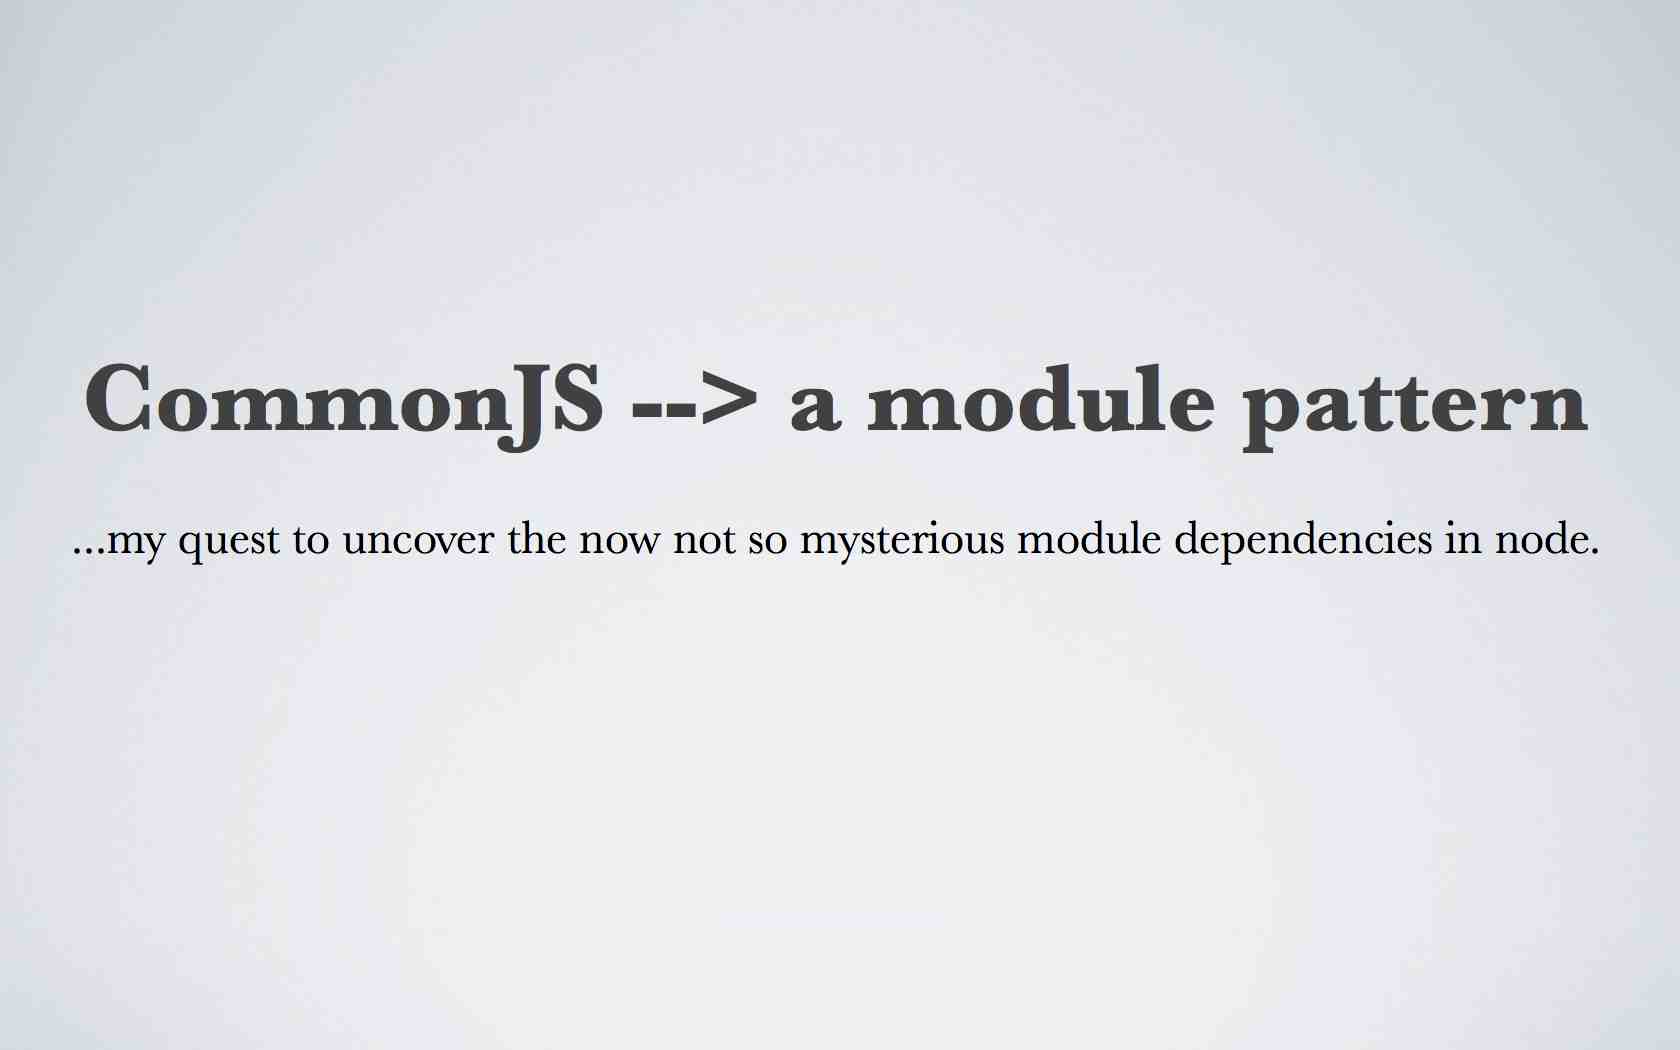 CommonJS --> a module pattern
...my quest to uncover the now not so mysterious module dependencies in node.